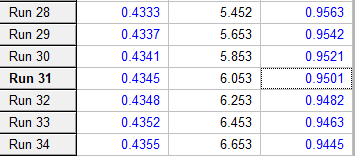 Run 28 0.4333 5.452 0.9563
Run 29 0.4337 5.653 0.9542
Run 30 0.4341 5.853 0.9521
Run 31 0.4345 6.053 0.9501
Run 32 0.4348 6.253 0.9482
Run 33 0.4352 6.453 0.9463
Run 34 0.4355 6.653 0.9445